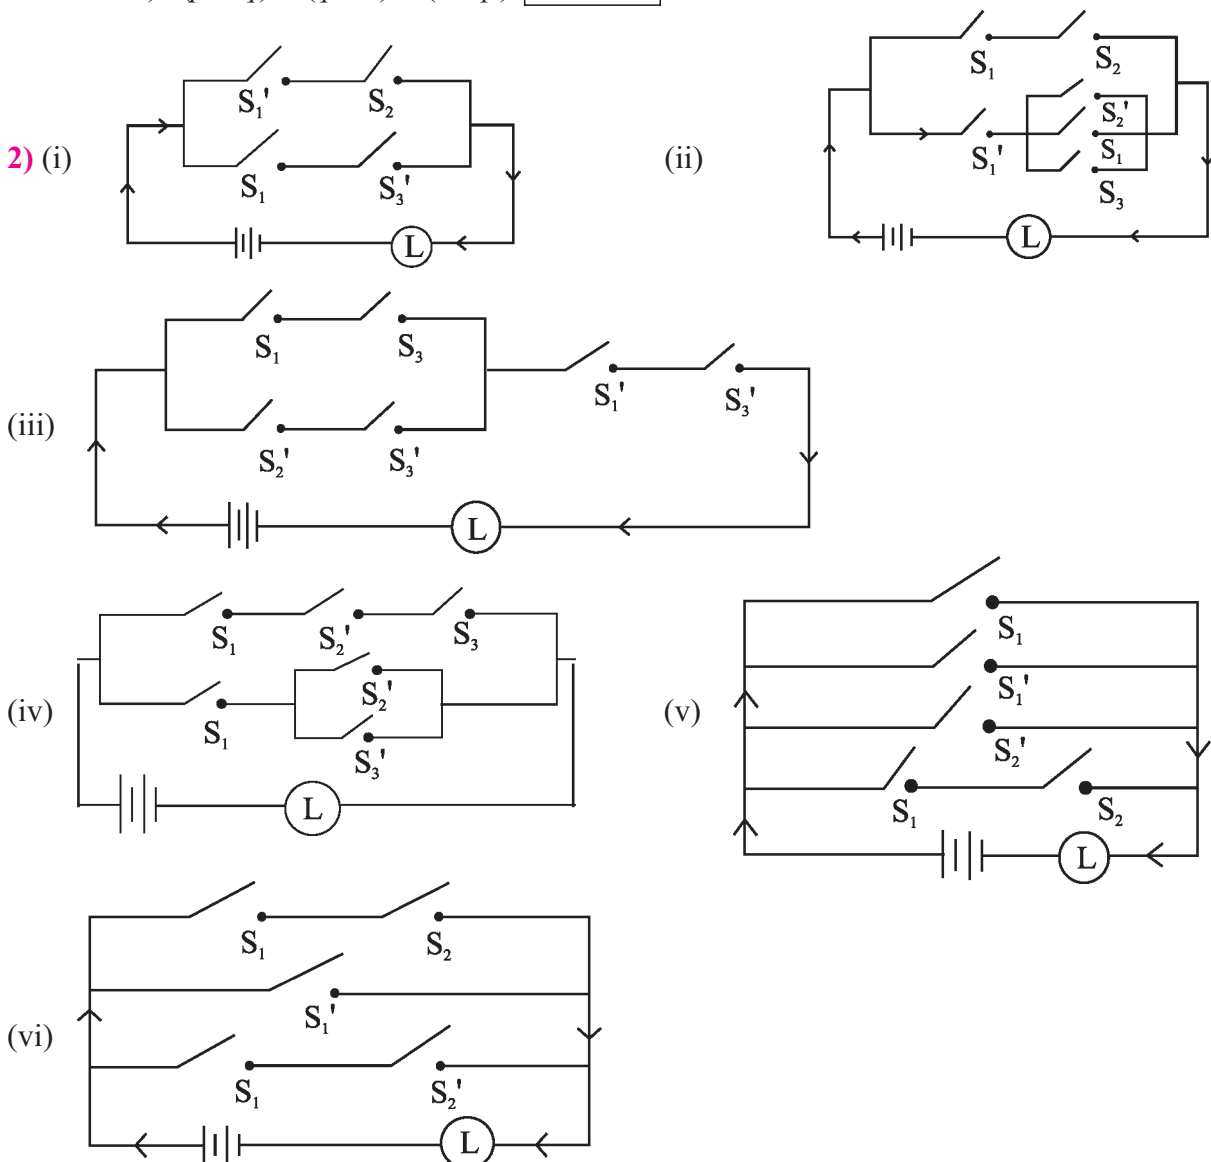 2) (i)
S₁' S₂
S₁ S₃'
L
(ii)
S₁ S₂
S₂'
S₁' S₁
S₃
L
(iii)
S₁ S₃
S₁' S₃'
S₂' S₃'
L
(iv)
S₁ S₂' S₃
S₂'
S₁
S₃'
L
(v)
S₁
S₁'
S₂'
S₁ S₂
L
(vi)
S₁ S₂
S₁'
S₁ S₂'
L